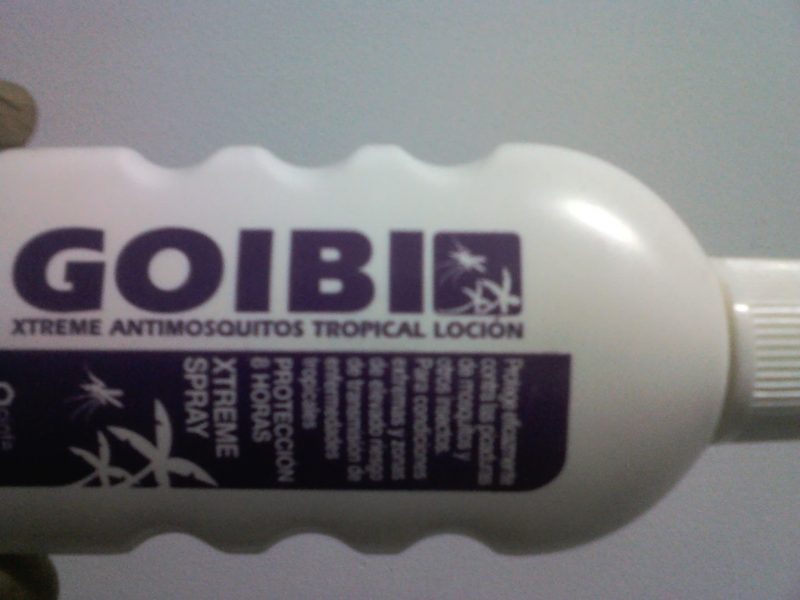 GOIBI
XTREME ANTIMOSQUITOS TROPICAL LOCIÓN
Protege eficazmente
contra las picaduras
de mosquitos y
otros insectos.
Para condiciones
extremas y zonas
de elevado riesgo
de transmisión de
enfermedades
tropicales
PROTECCIÓN
8 HORAS
XTREME
SPRAY